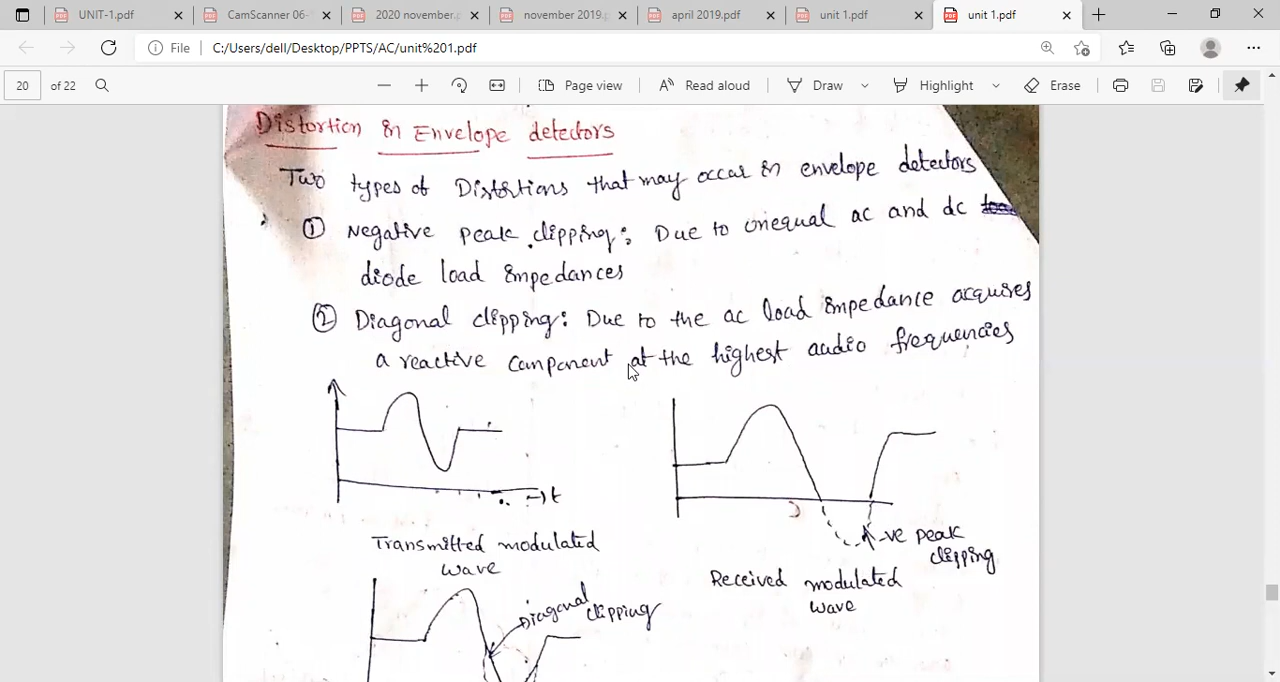 UNIT-1.pdf
CamScanner 06-
2020 november.p
november 2019.p
april 2019.pdf
unit 1.pdf
unit 1.pdf
File C:/Users/dell/Desktop/PPTS/AC/unit%201.pdf
20 of 22 Page view Read aloud Draw Highlight Erase
Distortion in Envelope detectors
Two types of Distortions that may occur in envelope detectors
① Negative peak clipping: Due to unequal ac and dc
diode load impedances
② Diagonal clipping: Due to the ac load impedance acquires
a reactive component at the highest audio frequencies
→t
Transmitted modulated
wave
-ve peak
clipping
Received modulated
wave
Diagonal
clipping